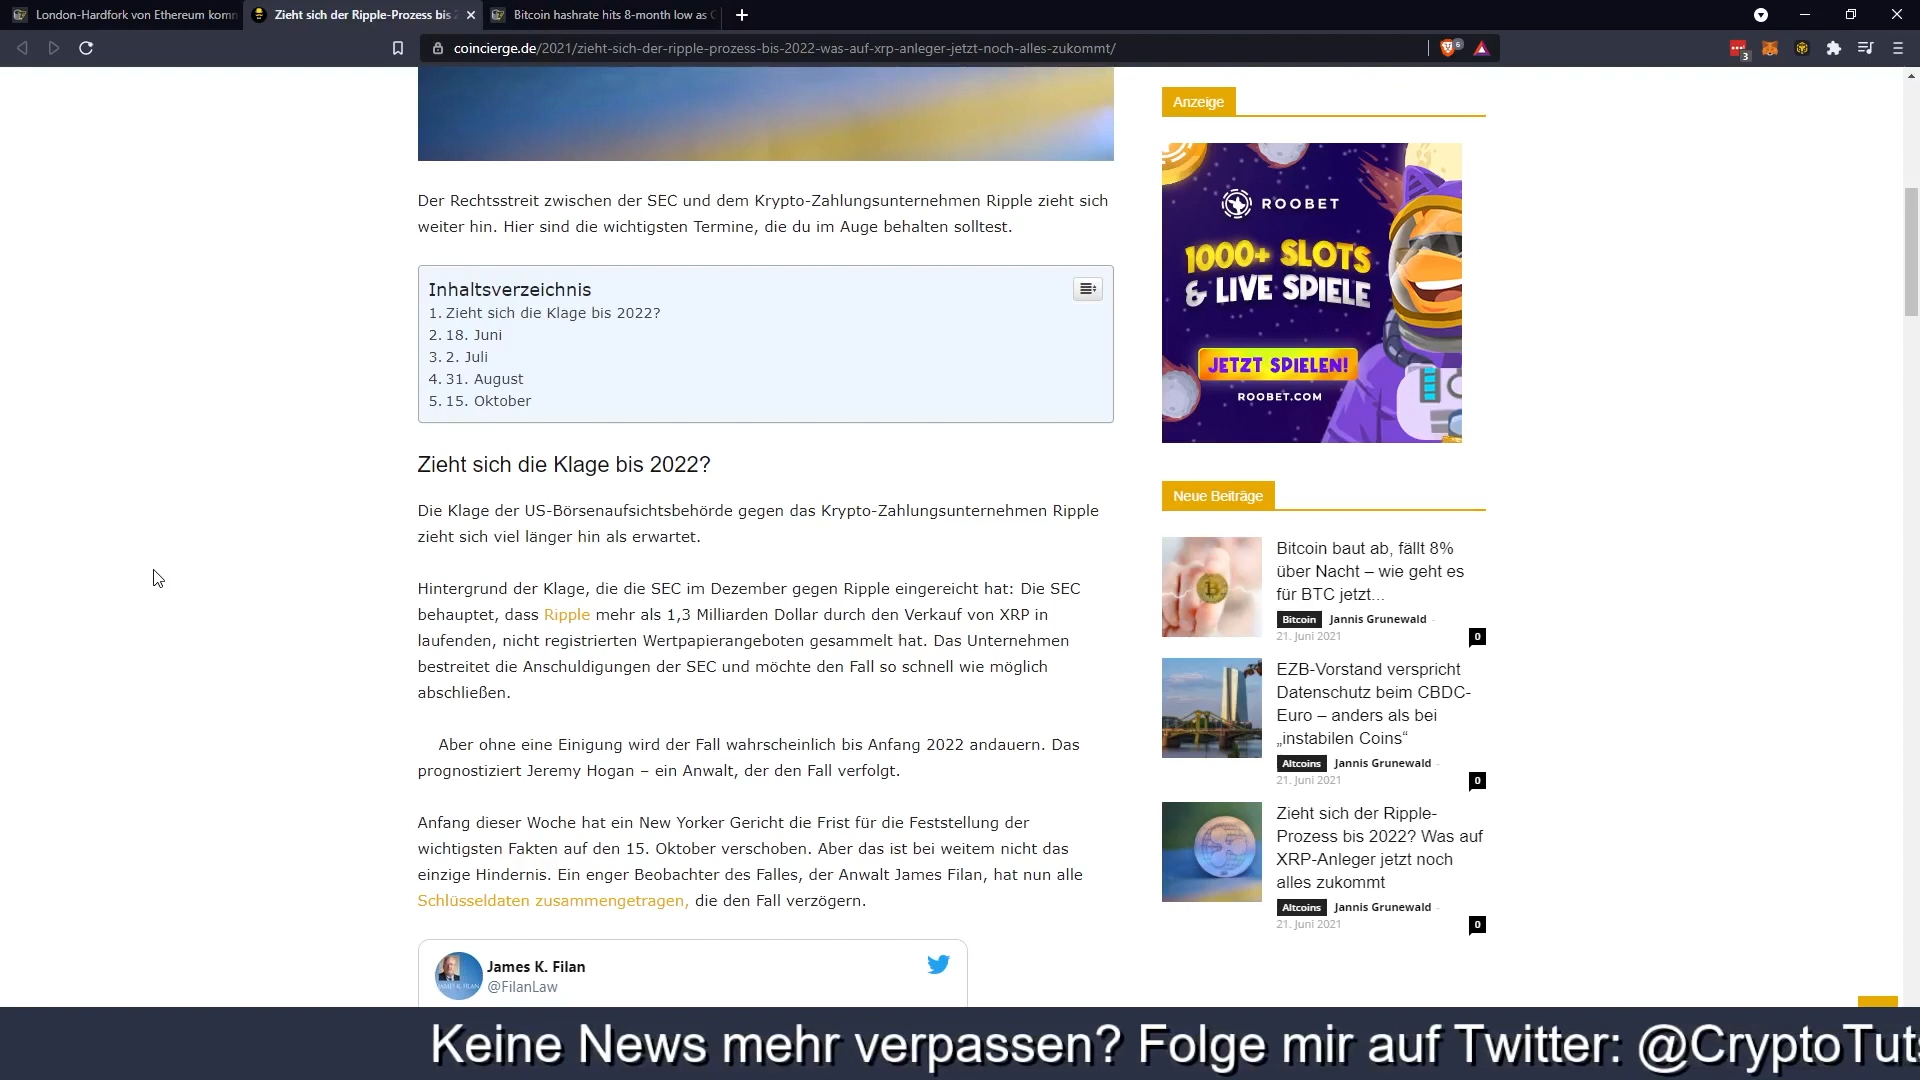 London-Hardfork von Ethereum komm
Zieht sich der Ripple-Prozess bis 2
Bitcoin hashrate hits 8-month low as C
coincierge.de/2021/zieht-sich-der-ripple-prozess-bis-2022-was-auf-xrp-anleger-jetzt-noch-alles-zukommt/
6
3
Der Rechtsstreit zwischen der SEC und dem Krypto-Zahlungsunternehmen Ripple zieht sich
weiter hin. Hier sind die wichtigsten Termine, die du im Auge behalten solltest.
Inhaltsverzeichnis
1. Zieht sich die Klage bis 2022?
2. 18. Juni
3. 2. Juli
4. 31. August
5. 15. Oktober
Zieht sich die Klage bis 2022?
Die Klage der US-Börsenaufsichtsbehörde gegen das Krypto-Zahlungsunternehmen Ripple
zieht sich viel länger hin als erwartet.
Hintergrund der Klage, die die SEC im Dezember gegen Ripple eingereicht hat: Die SEC
behauptet, dass Ripple mehr als 1,3 Milliarden Dollar durch den Verkauf von XRP in
laufenden, nicht registrierten Wertpapierangeboten gesammelt hat. Das Unternehmen
bestreitet die Anschuldigungen der SEC und möchte den Fall so schnell wie möglich
abschließen.
Aber ohne eine Einigung wird der Fall wahrscheinlich bis Anfang 2022 andauern. Das
prognostiziert Jeremy Hogan – ein Anwalt, der den Fall verfolgt.
Anfang dieser Woche hat ein New Yorker Gericht die Frist für die Feststellung der
wichtigsten Fakten auf den 15. Oktober verschoben. Aber das ist bei weitem nicht das
einzige Hindernis. Ein enger Beobachter des Falles, der Anwalt James Filan, hat nun alle
Schlüsseldaten zusammengetragen, die den Fall verzögern.
James K. Filan
@FilanLaw
Anzeige
ROOBET
1000+ SLOTS
& LIVE SPIELE
JETZT SPIELEN!
ROOBET.COM
Neue Beiträge
Bitcoin baut ab, fällt 8%
über Nacht – wie geht es
für BTC jetzt...
Bitcoin Jannis Grunewald -
21. Juni 2021
0
EZB-Vorstand verspricht
Datenschutz beim CBDC-
Euro – anders als bei
„instabilen Coins“
Altcoins Jannis Grunewald -
21. Juni 2021
0
Zieht sich der Ripple-
Prozess bis 2022? Was auf
XRP-Anleger jetzt noch
alles zukommt
Altcoins Jannis Grunewald -
21. Juni 2021
0
Keine News mehr verpassen? Folge mir auf Twitter: @CryptoTuts